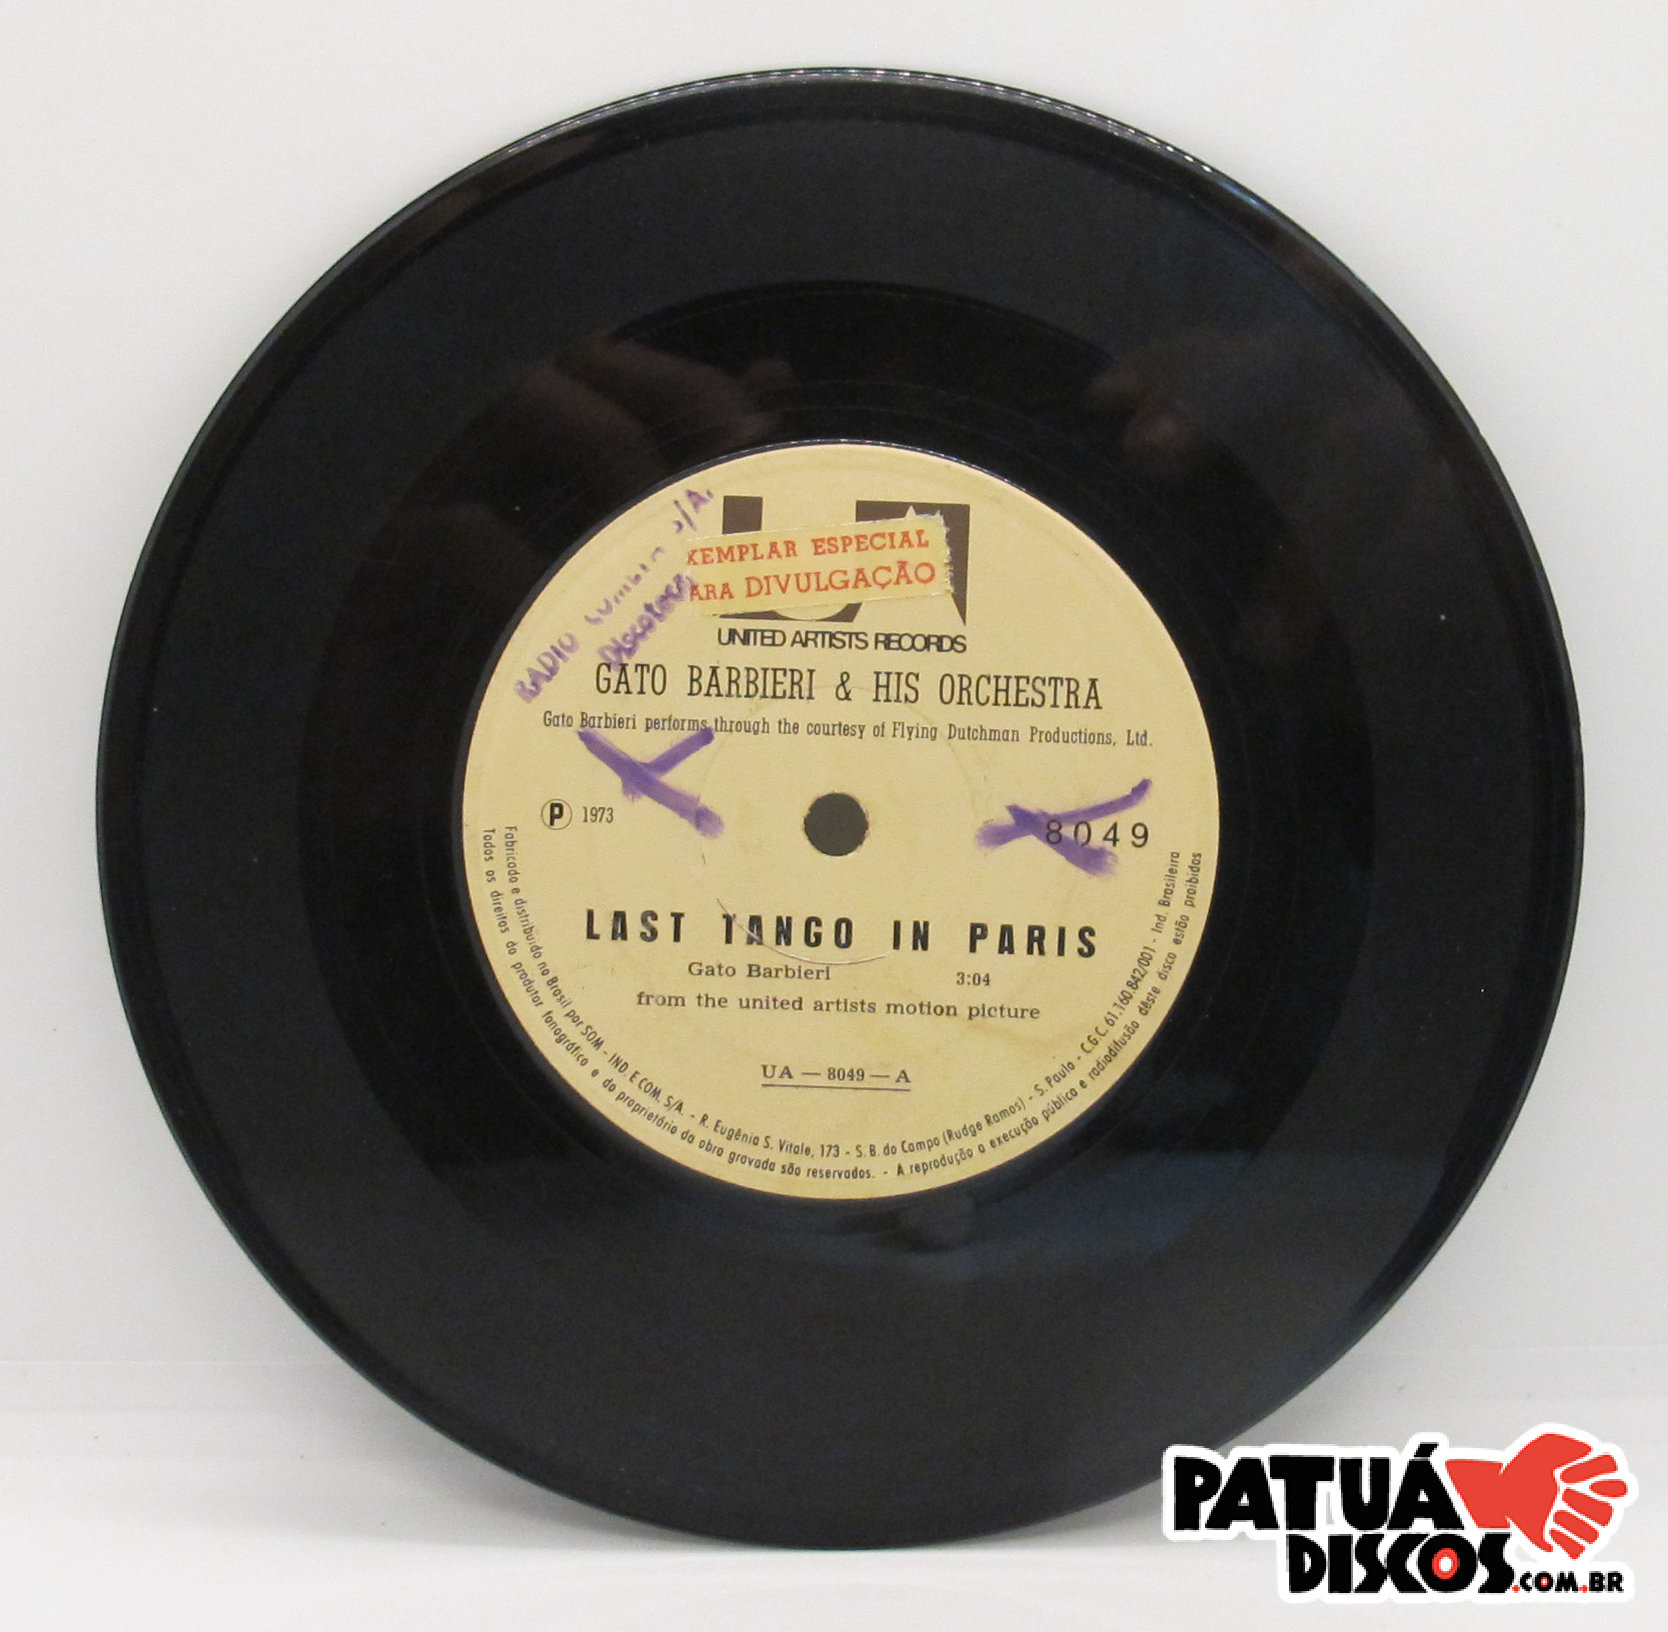 RADIO S/A.
Discoteca
XEMPLAR ESPECIAL
ARA DIVULGAÇÃO
UA
UNITED ARTISTS RECORDS
GATO BARBIERI & HIS ORCHESTRA
Gato Barbieri performs through the courtesy of Flying Dutchman Productions, Ltd.
P 1973
8049
LAST TANGO IN PARIS
Gato Barbieri 3:04
from the united artists motion picture
UA — 8049 — A
Fabricado e distribuído no Brasil por SOM - IND. E COM. S/A. - R. Eugênia S. Vitale, 173 - S. B. do Campo (Rudge Ramos) - S. Paulo - C.G.C. 61.160.842/001 - Ind. Brasileira
Todos os direitos do produtor fonográfico e do proprietário da obra gravada são reservados. - A reprodução a execução pública e radiodifusão dêste disco estão proibidas
PATUÁ
DISCOS
.COM.BR